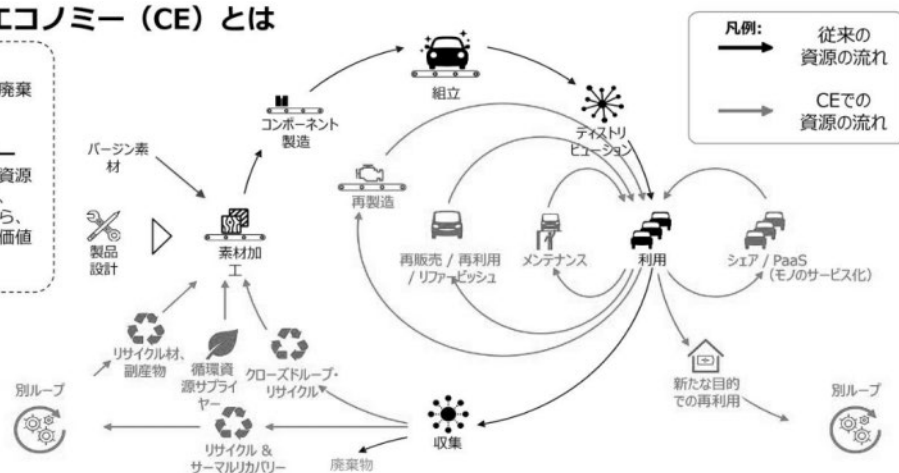 エコノミー（CE）とは
廃棄
資源
、
ら、
価値
凡例:
従来の
資源の流れ
CEでの
資源の流れ
組立
コンポーネント
製造
ディストリ
ビューション
バージン素
材
再製造
製品
設計
素材加
工
再販売 / 再利用
/ リファービッシュ
メンテナンス
利用
シェア / PaaS
（モノのサービス化）
リサイクル材、
副産物
循環資
源サプライ
ヤー
クローズドループ・
リサイクル
新たな目的
での再利用
別ループ
別ループ
収集
リサイクル &
サーマルリカバリー
廃棄物